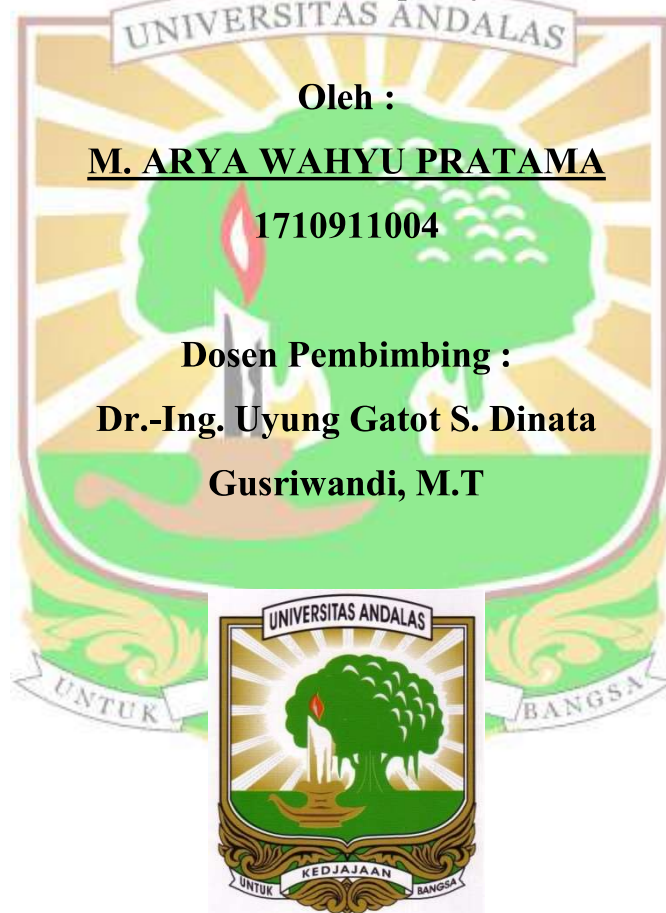 UNIVERSITAS ANDALAS
Oleh :
M. ARYA WAHYU PRATAMA
1710911004
Dosen Pembimbing :
Dr.-Ing. Uyung Gatot S. Dinata
Gusriwandi, M.T
UNIVERSITAS ANDALAS
UNTUK BANGSA
UNTUK KEDJAJAAN BANGSA